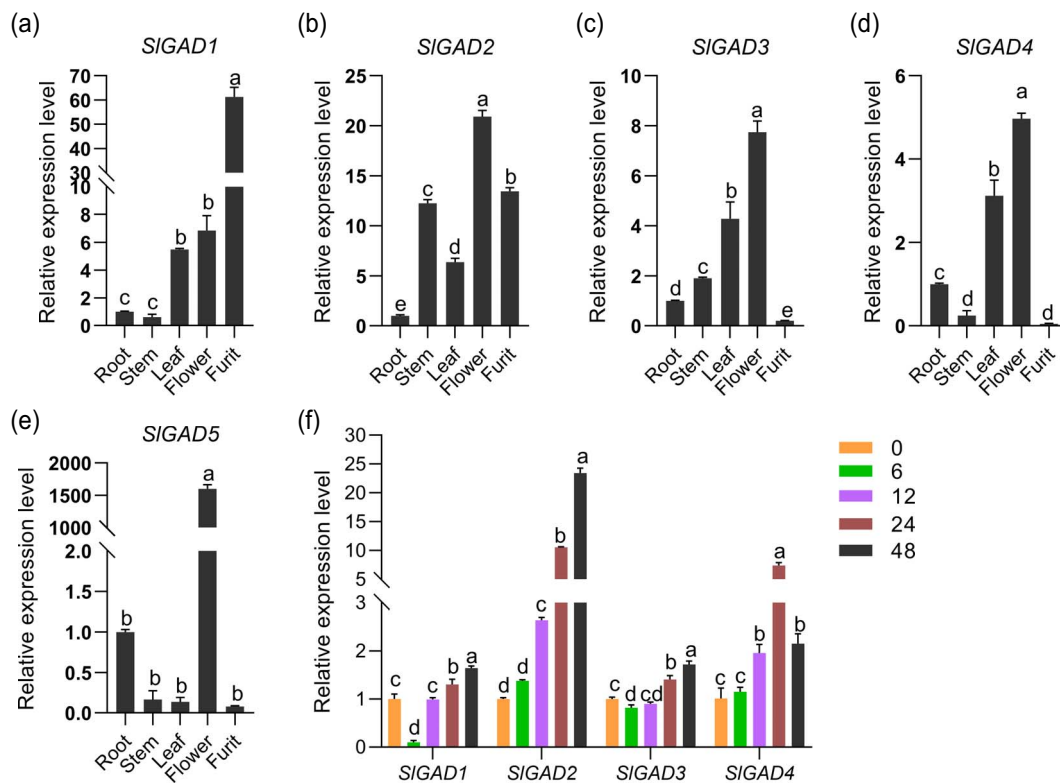 (a)
SlGAD1
Relative expression level
70
60
50
40
30
10
8
6
4
2
0
c
c
b
b
a
Root
Stem
Leaf
Flower
Furit
(b)
SlGAD2
Relative expression level
25
20
15
10
5
0
e
c
d
a
b
Root
Stem
Leaf
Flower
Furit
(c)
SlGAD3
Relative expression level
10
8
6
4
2
0
d
c
b
a
e
Root
Stem
Leaf
Flower
Furit
(d)
SlGAD4
Relative expression level
6
4
2
0
c
d
b
a
d
Root
Stem
Leaf
Flower
Furit
(e)
SlGAD5
Relative expression level
2000
1500
1000
2.0
1.5
1.0
0.5
0.0
b
b
b
a
b
Root
Stem
Leaf
Flower
Furit
(f)
Relative expression level
30
25
20
15
10
5
3
2
1
0
c
d
c
b
a
d
d
c
b
a
c
d
cd
b
a
c
c
b
a
b
SlGAD1
SlGAD2
SlGAD3
SlGAD4
0
6
12
24
48